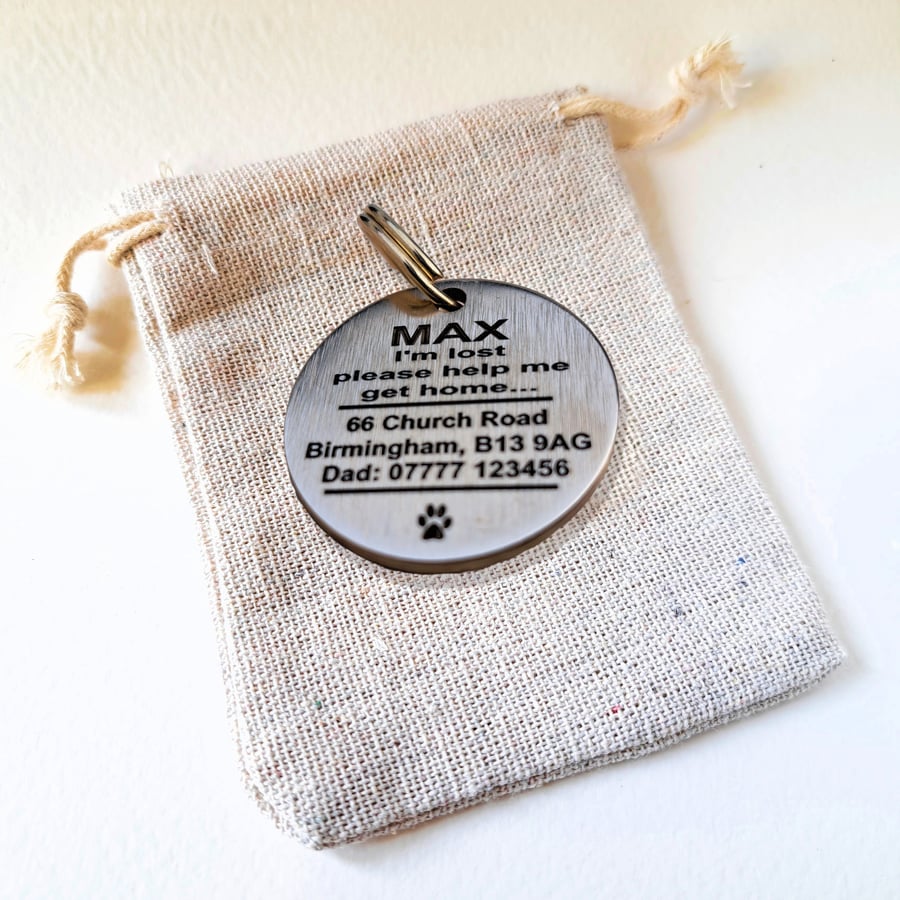 MAX
I'm lost
please help me
get home...
66 Church Road
Birmingham, B13 9AG
Dad: 07777 123456